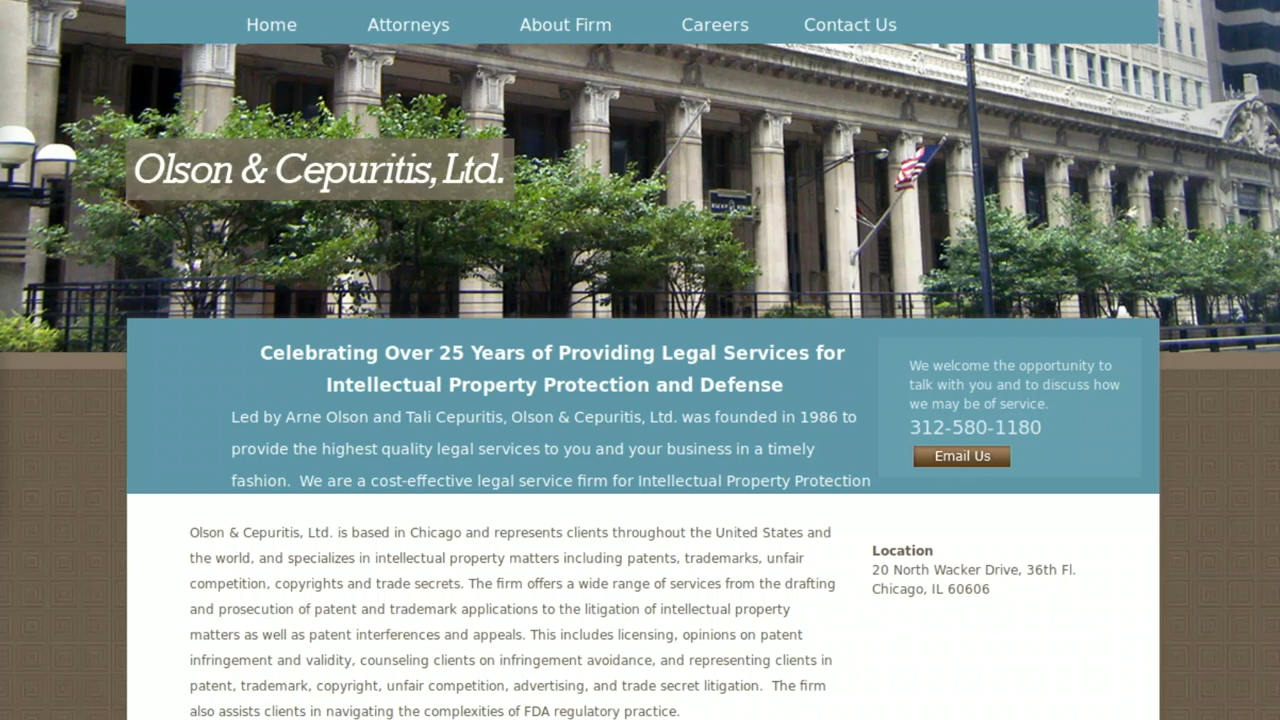 Home Attorneys About Firm Careers Contact Us
Olson & Cepuritis, Ltd.
Celebrating Over 25 Years of Providing Legal Services for
Intellectual Property Protection and Defense
Led by Arne Olson and Tali Cepuritis, Olson & Cepuritis, Ltd. was founded in 1986 to
provide the highest quality legal services to you and your business in a timely
fashion.  We are a cost-effective legal service firm for Intellectual Property Protection
We welcome the opportunity to
talk with you and to discuss how
we may be of service.
312-580-1180
Email Us
Olson & Cepuritis, Ltd. is based in Chicago and represents clients throughout the United States and
the world, and specializes in intellectual property matters including patents, trademarks, unfair
competition, copyrights and trade secrets. The firm offers a wide range of services from the drafting
and prosecution of patent and trademark applications to the litigation of intellectual property
matters as well as patent interferences and appeals. This includes licensing, opinions on patent
infringement and validity, counseling clients on infringement avoidance, and representing clients in
patent, trademark, copyright, unfair competition, advertising, and trade secret litigation.  The firm
also assists clients in navigating the complexities of FDA regulatory practice.
Location
20 North Wacker Drive, 36th Fl.
Chicago, IL 60606